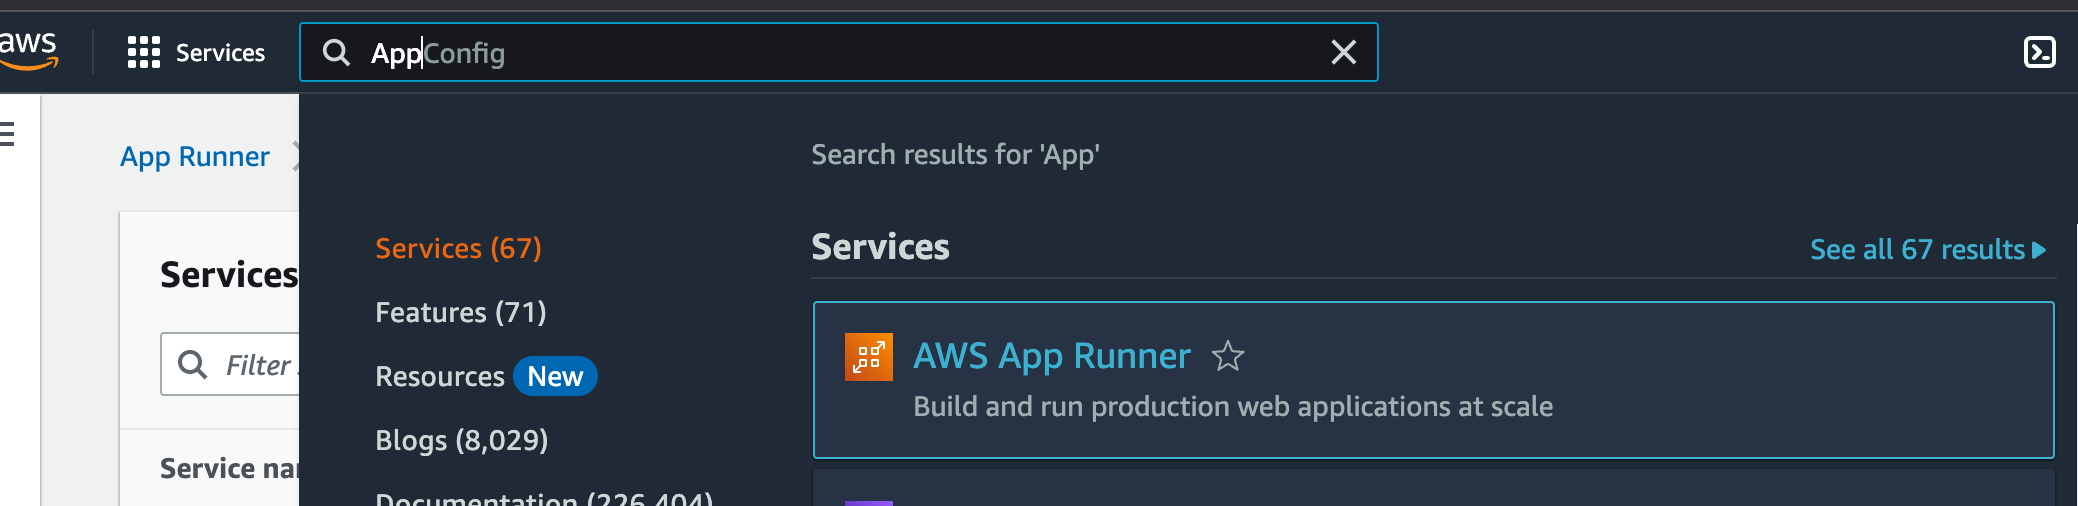 aws
Services
AppConfig
App Runner
Search results for 'App'
Services
Filter
Service na
Services (67)
Features (71)
Resources New
Blogs (8,029)
Documentation (226,404)
Services
See all 67 results
AWS App Runner
Build and run production web applications at scale